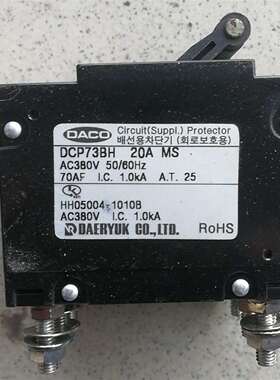 DACO
Circuit(Suppl.) Protector
배선용차단기 (회로보호용)
DCP73BH 20A MS
AC380V 50/60Hz
70AF I.C. 1.0kA A.T. 25
HH05004-1010B
AC380V I.C. 1.0kA
RoHS
DAERYUK CO.,LTD.